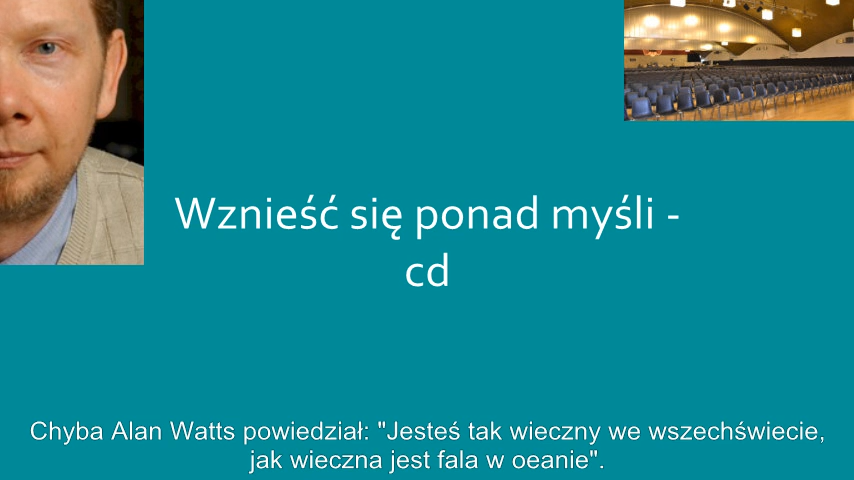 Wznieść się ponad myśli -
cd
Chyba Alan Watts powiedział: "Jesteś tak wieczny we wszechświecie,
jak wieczna jest fala w oeanie".